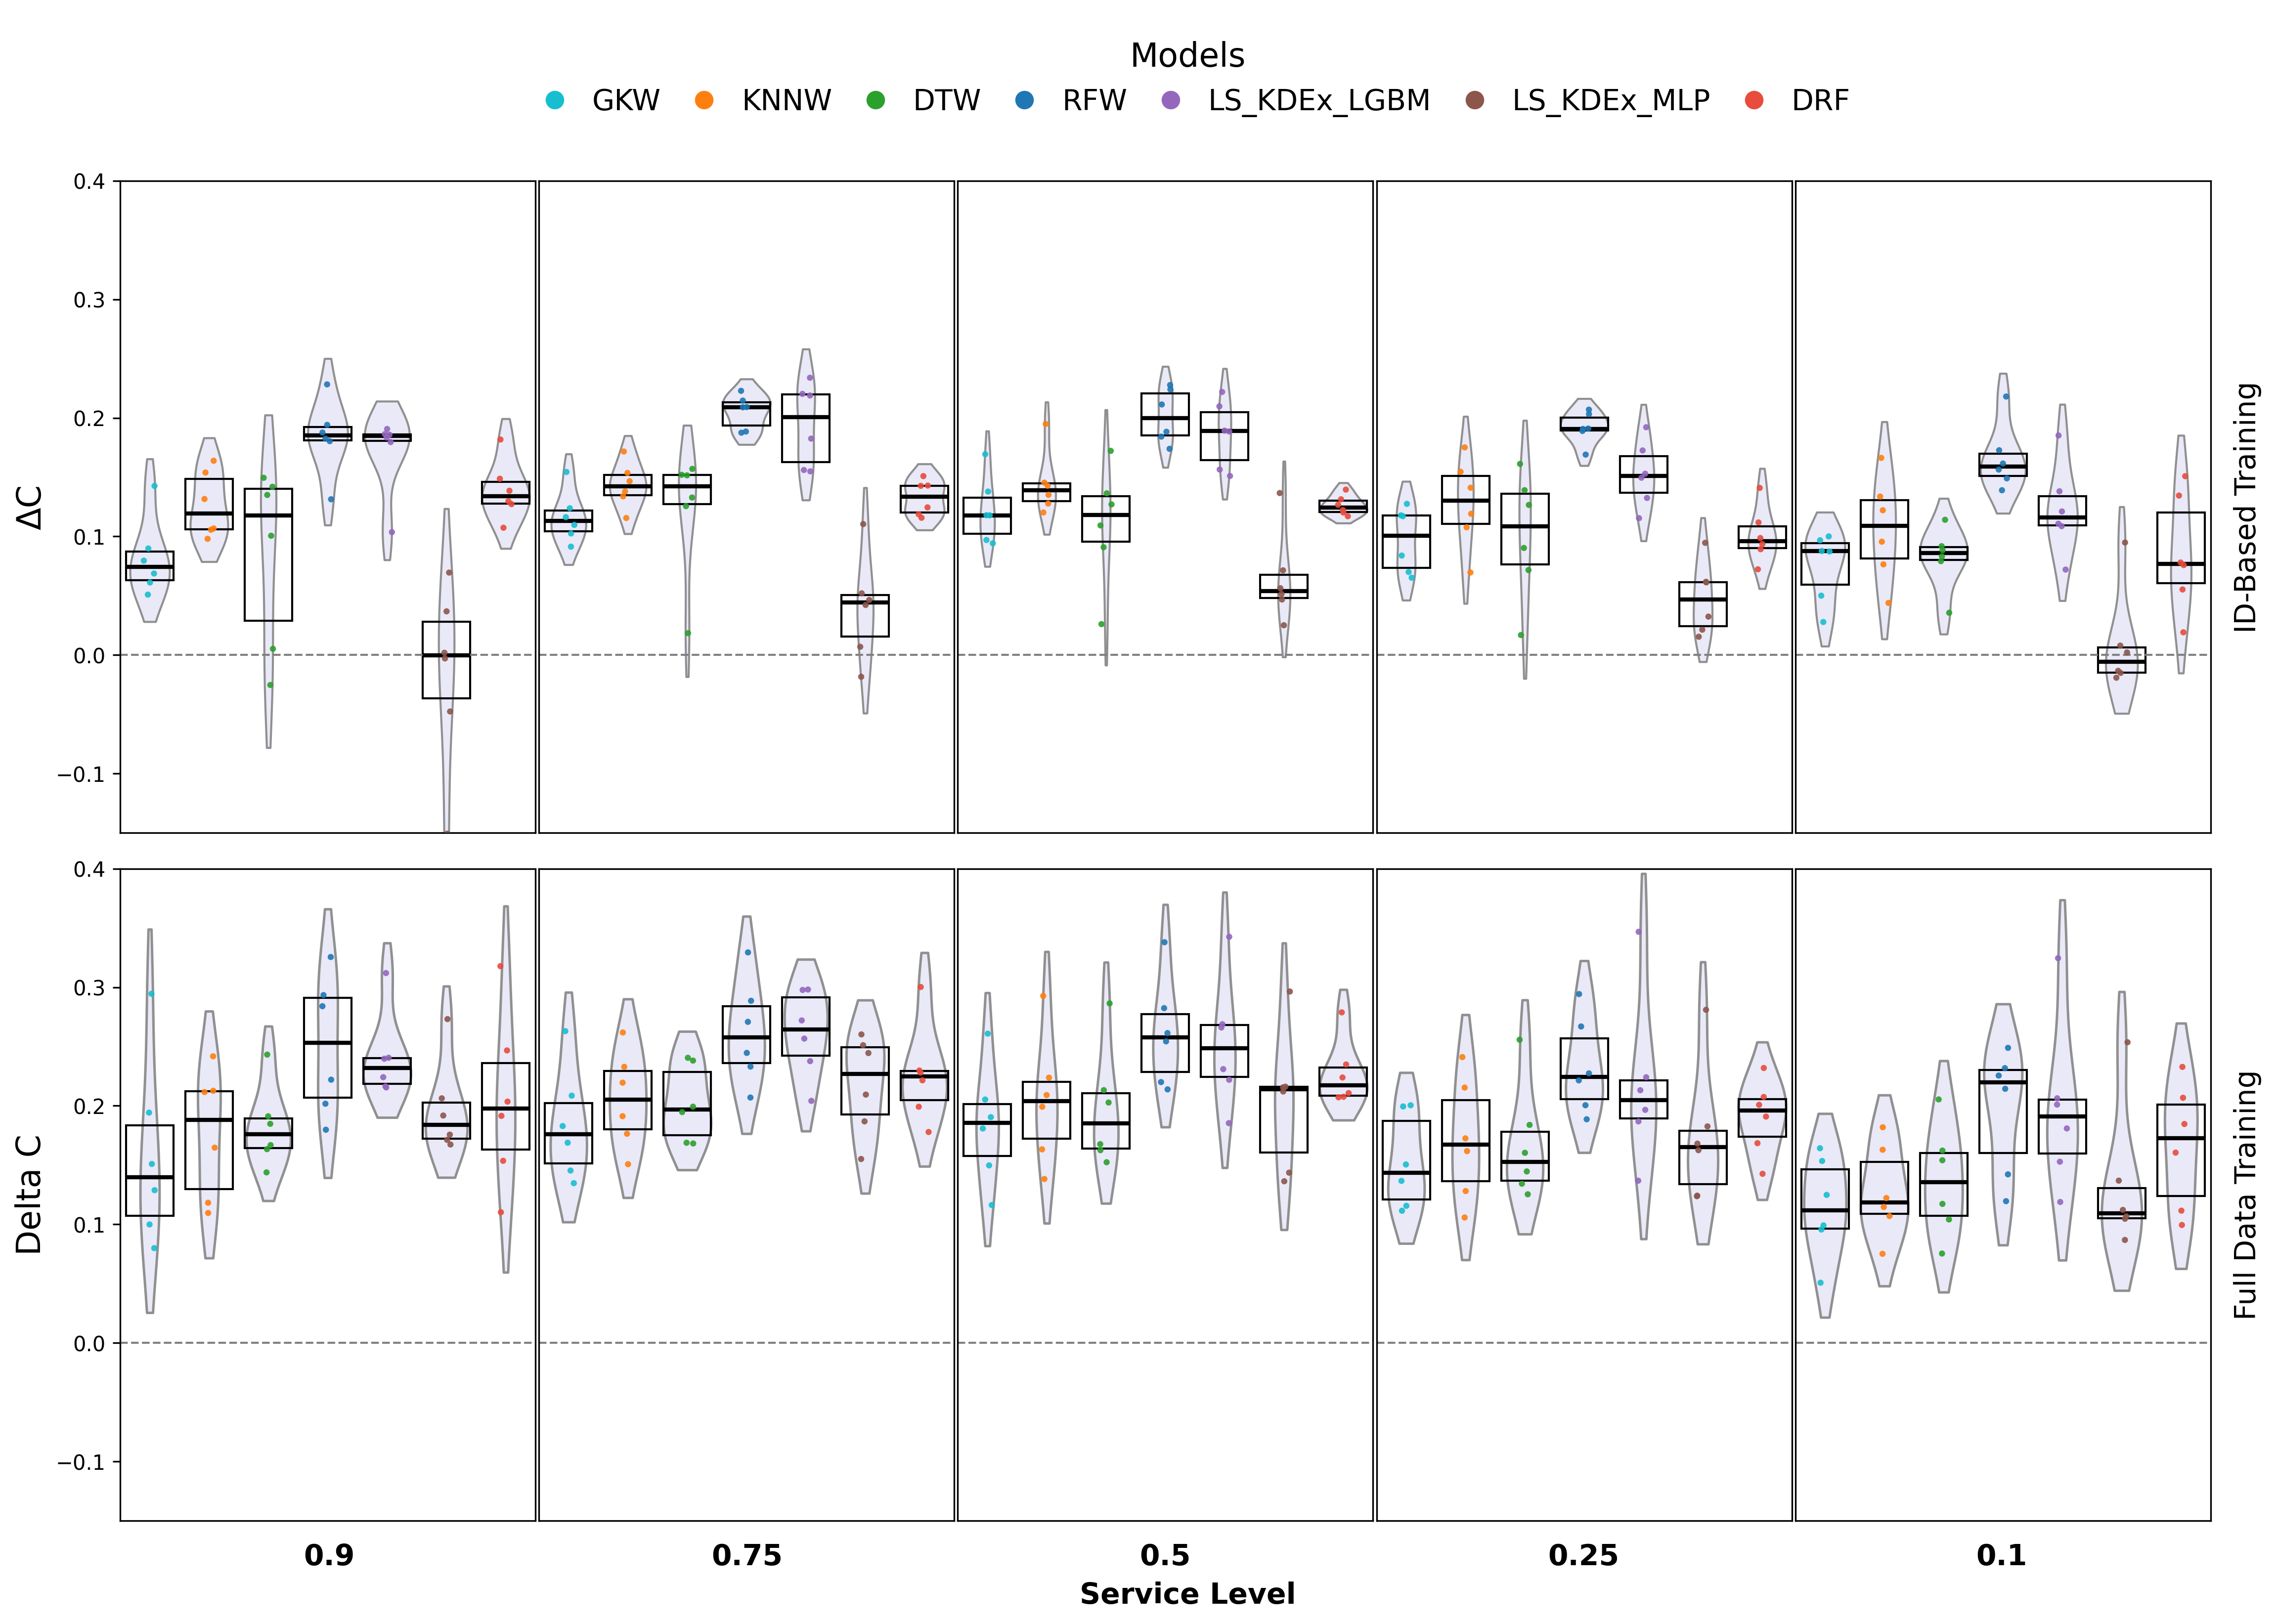 Models
GKW KNNW DTW RFW LS_KDEx_LGBM LS_KDEx_MLP DRF
0.4
0.3
0.2
0.1
0.0
−0.1
ΔC
ID-Based Training
0.4
0.3
0.2
0.1
0.0
−0.1
Delta C
Full Data Training
0.9 0.75 0.5 0.25 0.1
Service Level